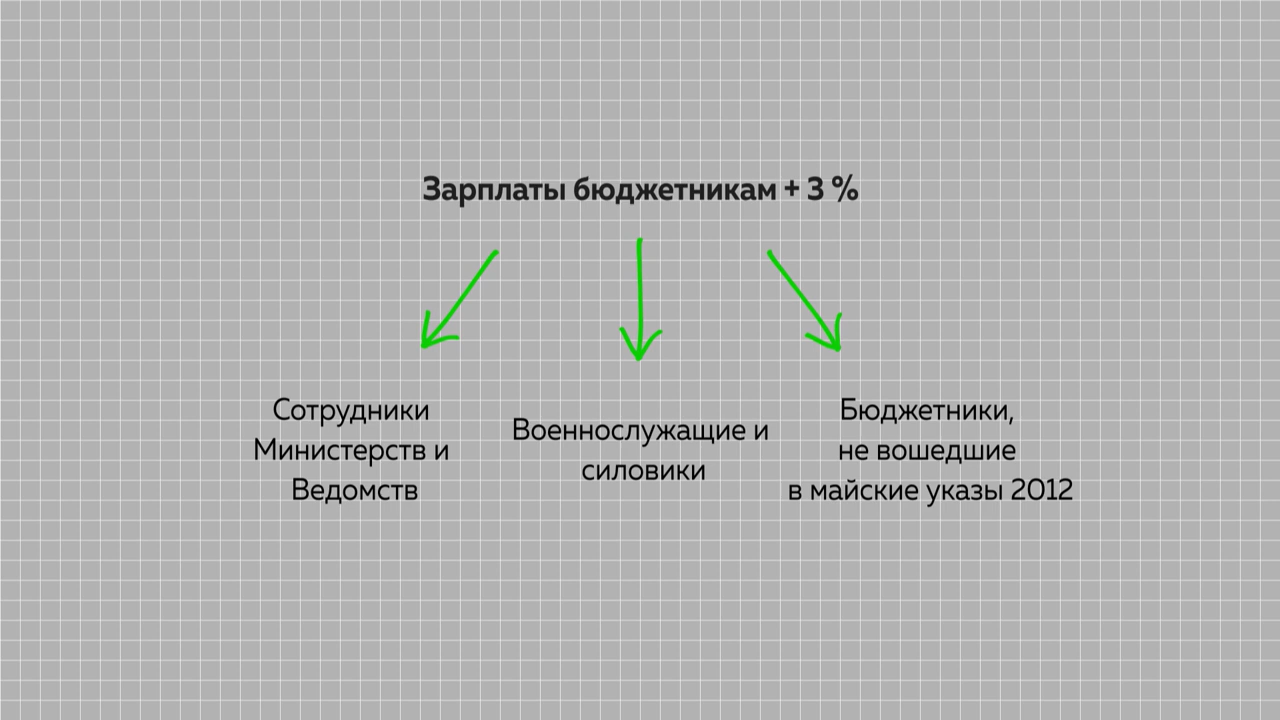 Зарплаты бюджетникам + 3 %
Сотрудники
Министерств и
Ведомств
Военнослужащие и
силовики
Бюджетники,
не вошедшие
в майские указы 2012